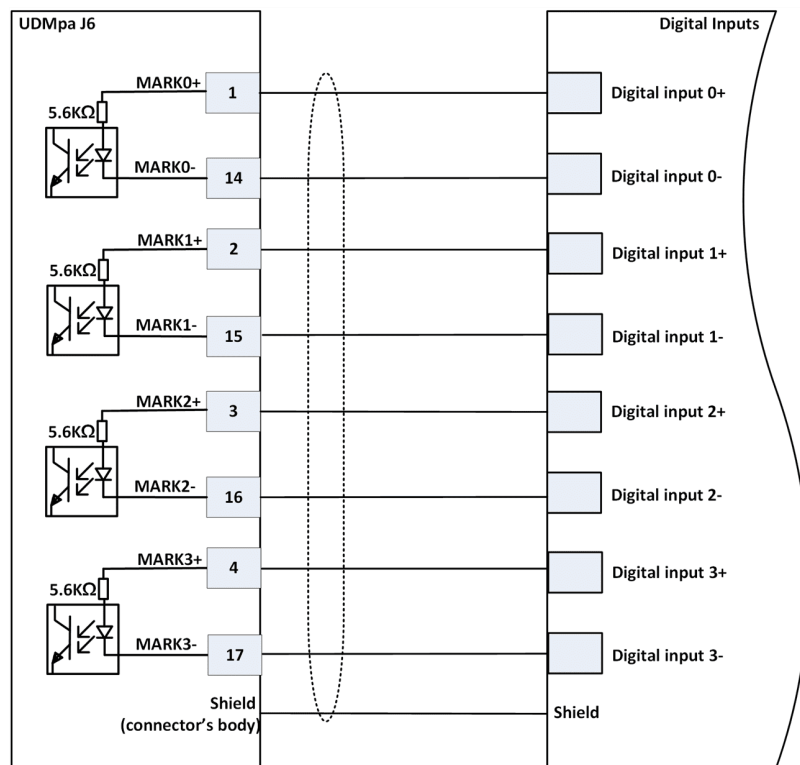 UDMpa J6
Digital Inputs
MARK0+
1
Digital input 0+
5.6KΩ
MARK0-
14
Digital input 0-
MARK1+
2
Digital input 1+
5.6KΩ
MARK1-
15
Digital input 1-
MARK2+
3
Digital input 2+
5.6KΩ
MARK2-
16
Digital input 2-
MARK3+
4
Digital input 3+
5.6KΩ
MARK3-
17
Digital input 3-
Shield
(connector's body)
Shield